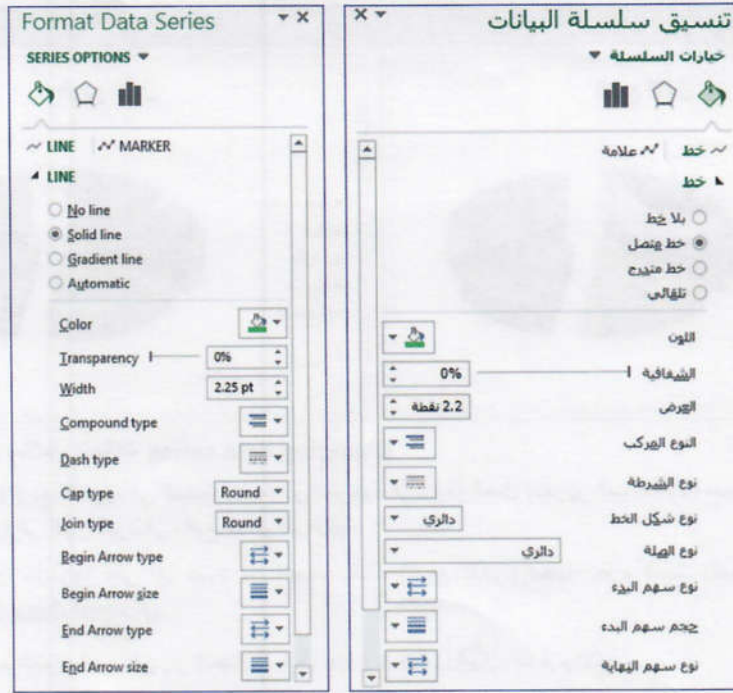 Format Data Series
SERIES OPTIONS
LINE MARKER
LINE
No line
Solid line
Gradient line
Automatic
Color
Transparency 0%
Width 2.25 pt
Compound type
Dash type
Cap type Round
Join type Round
Begin Arrow type
Begin Arrow size
End Arrow type
End Arrow size
تنسيق سلسلة البيانات
خيارات السلسلة
خط علامة
خط
بلا خط
خط متصل
خط متدرج
تلقائي
اللون
الشفافية 0%
العرض 2.2 نقطة
النوع المركب
نوع الشرطة
نوع شكل الخط دائري
نوع الصلة دائري
نوع سهم البدء
حجم سهم البدء
نوع سهم النهاية